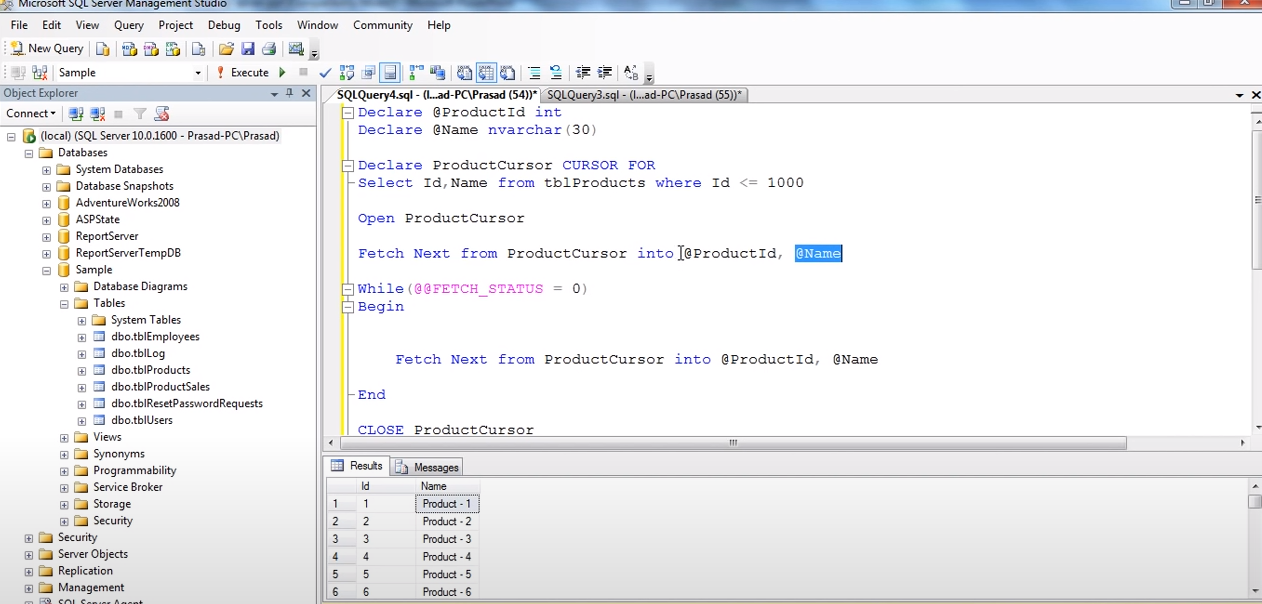 Microsoft SQL Server Management Studio
File Edit View Query Project Debug Tools Window Community Help
New Query
Sample Execute
Object Explorer
SQLQuery4.sql - (l...ad-PC\Prasad (54))* SQLQuery3.sql - (l...ad-PC\Prasad (55))*
Connect
(local) (SQL Server 10.0.1600 - Prasad-PC\Prasad)
Databases
System Databases
Database Snapshots
AdventureWorks2008
ASPState
ReportServer
ReportServerTempDB
Sample
Database Diagrams
Tables
System Tables
dbo.tblEmployees
dbo.tblLog
dbo.tblProducts
dbo.tblProductSales
dbo.tblResetPasswordRequests
dbo.tblUsers
Views
Synonyms
Programmability
Service Broker
Storage
Security
Security
Server Objects
Replication
Management
SQL Server Agent
Declare @ProductId int
Declare @Name nvarchar(30)
Declare ProductCursor CURSOR FOR
Select Id,Name from tblProducts where Id <= 1000
Open ProductCursor
Fetch Next from ProductCursor into @ProductId, @Name
While(@@FETCH_STATUS = 0)
Begin
Fetch Next from ProductCursor into @ProductId, @Name
End
CLOSE ProductCursor
Results Messages
Id Name
1 1 Product - 1
2 2 Product - 2
3 3 Product - 3
4 4 Product - 4
5 5 Product - 5
6 6 Product - 6